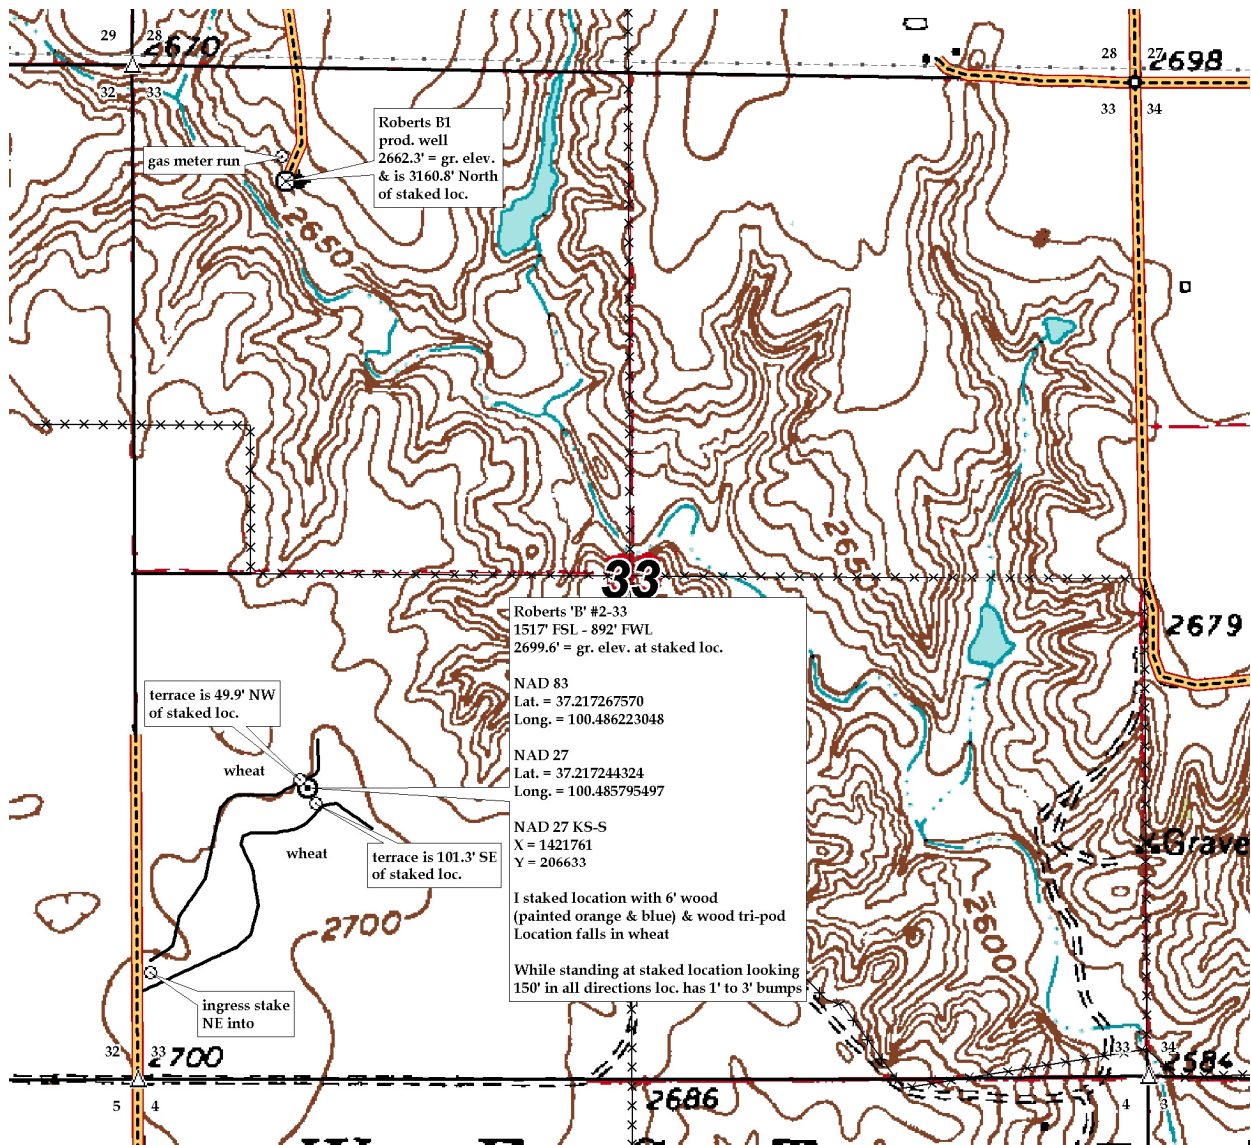 29 28
2670
32 33
28 27
2698
33 34
Roberts B1
prod. well
2662.3' = gr. elev.
& is 3160.8' North
of staked loc.
gas meter run
2650
2650
33
Roberts 'B' #2-33
1517' FSL - 892' FWL
2699.6' = gr. elev. at staked loc.
NAD 83
Lat. = 37.217267570
Long. = 100.486223048
NAD 27
Lat. = 37.217244324
Long. = 100.485795497
NAD 27 KS-S
X = 1421761
Y = 206633
I staked location with 6' wood
(painted orange & blue) & wood tri-pod
Location falls in wheat
While standing at staked location looking
150' in all directions loc. has 1' to 3' bumps
2679
terrace is 49.9' NW
of staked loc.
wheat
wheat
terrace is 101.3' SE
of staked loc.
Grave
2700
2600
ingress stake
NE into
32 33
2700
5 4
2686
33 34
2584
4 3